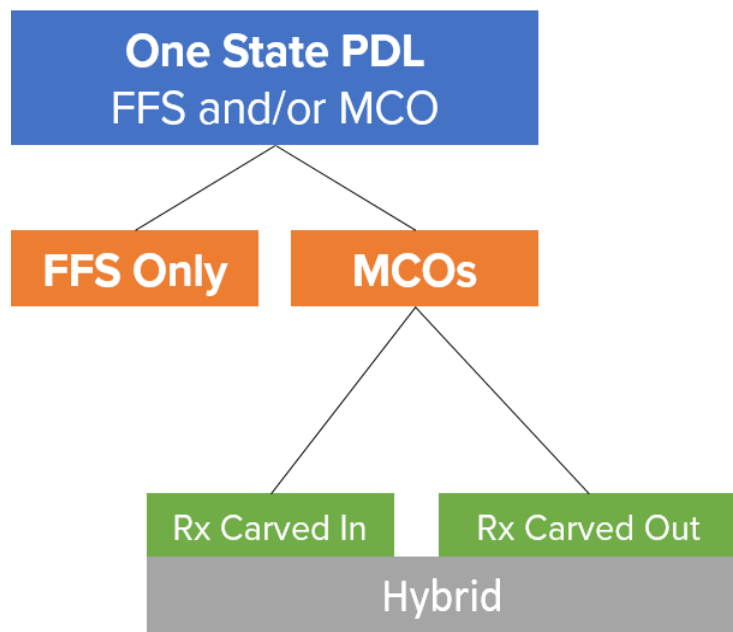 One State PDL
FFS and/or MCO
FFS Only
MCOs
Rx Carved In
Rx Carved Out
Hybrid